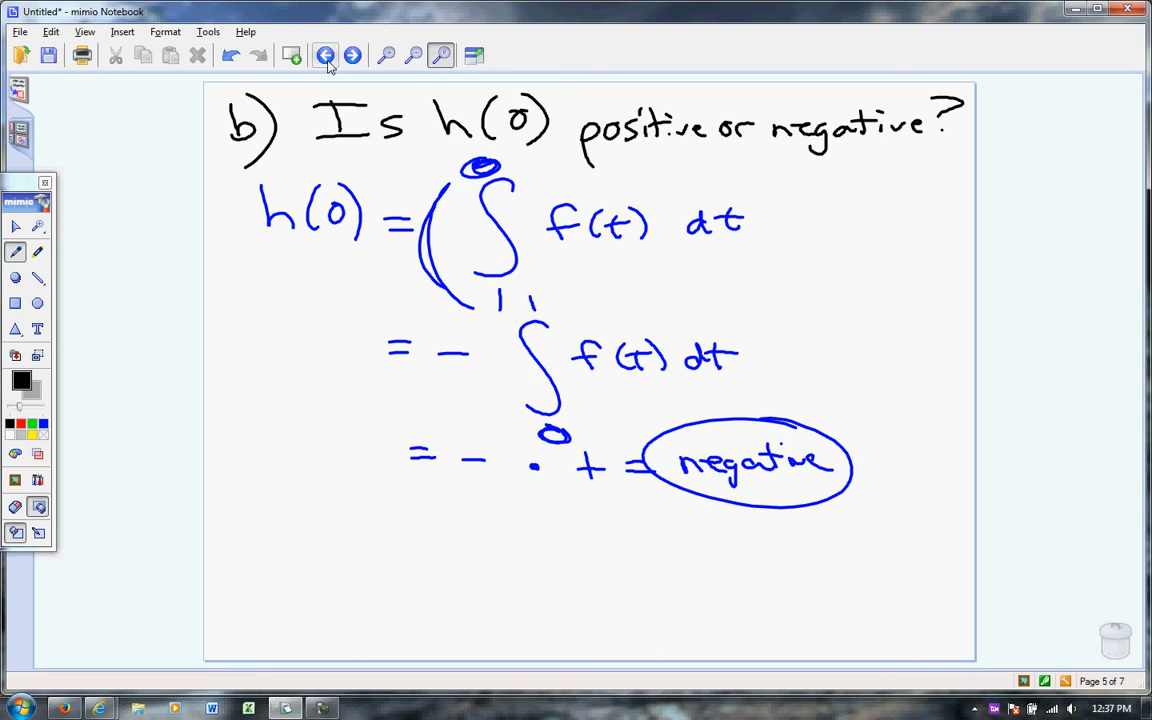 Untitled* - mimio Notebook
File Edit View Insert Format Tools Help
b) Is h(0) positive or negative?
h(0) = ( ∫ 0 1 f(t) dt
= - ∫ 1 0 f(t) dt
= - · + = negative
mimio
T
Page 5 of 7
12:37 PM